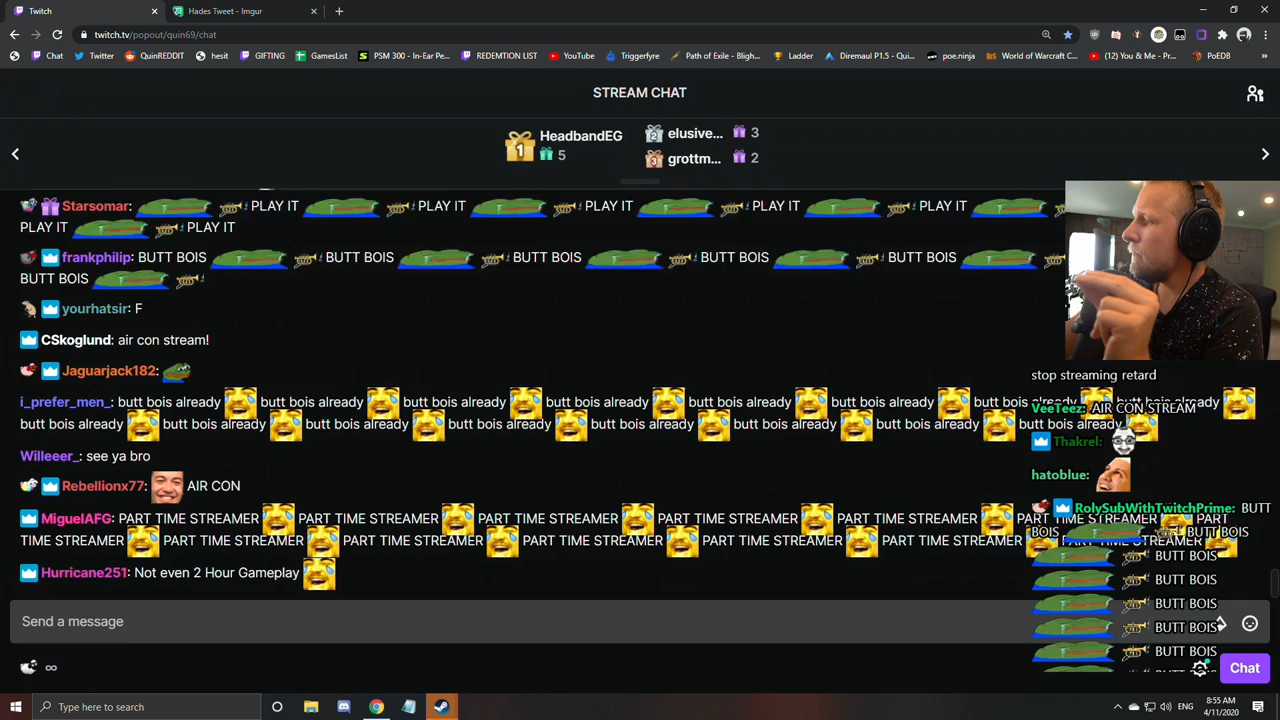 Twitch
Hades Tweet - Imgur
twitch.tv/popout/quin69/chat
Chat
Twitter
QuinREDDIT
hesit
GIFTING
GamesList
PSM 300 - In-Ear Pe...
REDEMTION LIST
YouTube
Triggerfyre
Path of Exile - Bligh...
Ladder
Diremaul P1.5 - Qui...
poe.ninja
World of Warcraft C...
(12) You & Me - Pr...
PoEDB
STREAM CHAT
1 HeadbandEG
5
2 elusive... 3
3 grottm... 2
Starsomar: PLAY IT PLAY IT PLAY IT PLAY IT PLAY IT
PLAY IT PLAY IT
frankphilip: BUTT BOIS BUTT BOIS BUTT BOIS BUTT BOIS BUTT BOIS
BUTT BOIS
yourhatsir: F
CSkoglund: air con stream!
Jaguarjack182:
i_prefer_men_: butt bois already butt bois already butt bois already butt bois already butt bois already butt bois already butt bois already butt bois already
butt bois already butt bois already butt bois already butt bois already butt bois already butt bois already butt bois already butt bois already
Willeeer_: see ya bro
Rebellionx77: AIR CON
MiguelAFG: PART TIME STREAMER PART TIME STREAMER PART TIME STREAMER PART TIME STREAMER PART TIME STREAMER PART TIME STREAMER PART
TIME STREAMER PART TIME STREAMER PART TIME STREAMER PART TIME STREAMER PART TIME STREAMER PART TIME STREAMER PART TIME STREAMER
Hurricane251: Not even 2 Hour Gameplay
Send a message
∞
Chat
stop streaming retard
VeeTeez: AIR CON STREAM
Thakrel:
hatoblue:
RolySubWithTwitchPrime: BUTT
BOIS BUTT BOIS
BUTT BOIS
BUTT BOIS
BUTT BOIS
BUTT BOIS
BUTT BOIS
Type here to search
ENG
8:55 AM
4/11/2020